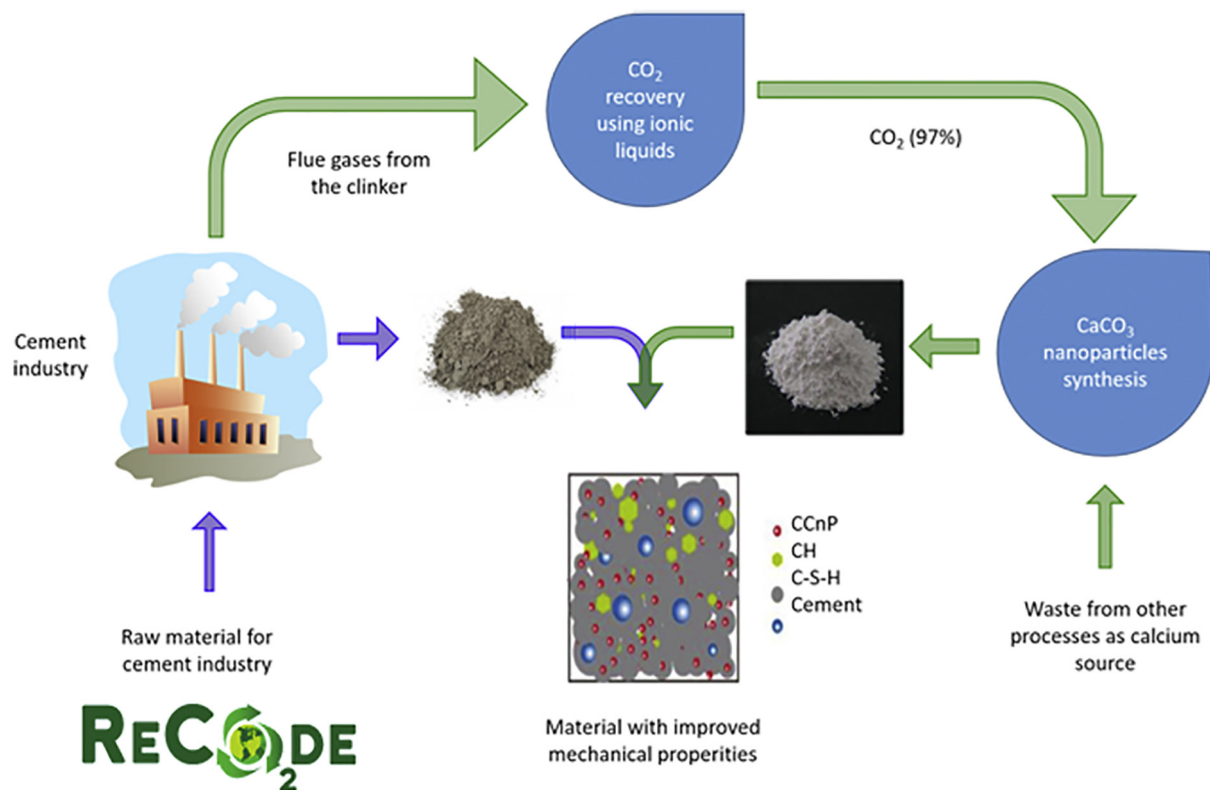 CO₂
recovery
using ionic
liquids
Flue gases from
the clinker
CO₂ (97%)
Cement
industry
CaCO₃
nanoparticles
synthesis
CCnP
CH
C-S-H
Cement
Raw material for
cement industry
Waste from other
processes as calcium
source
Material with improved
mechanical properities
RECO₂DE